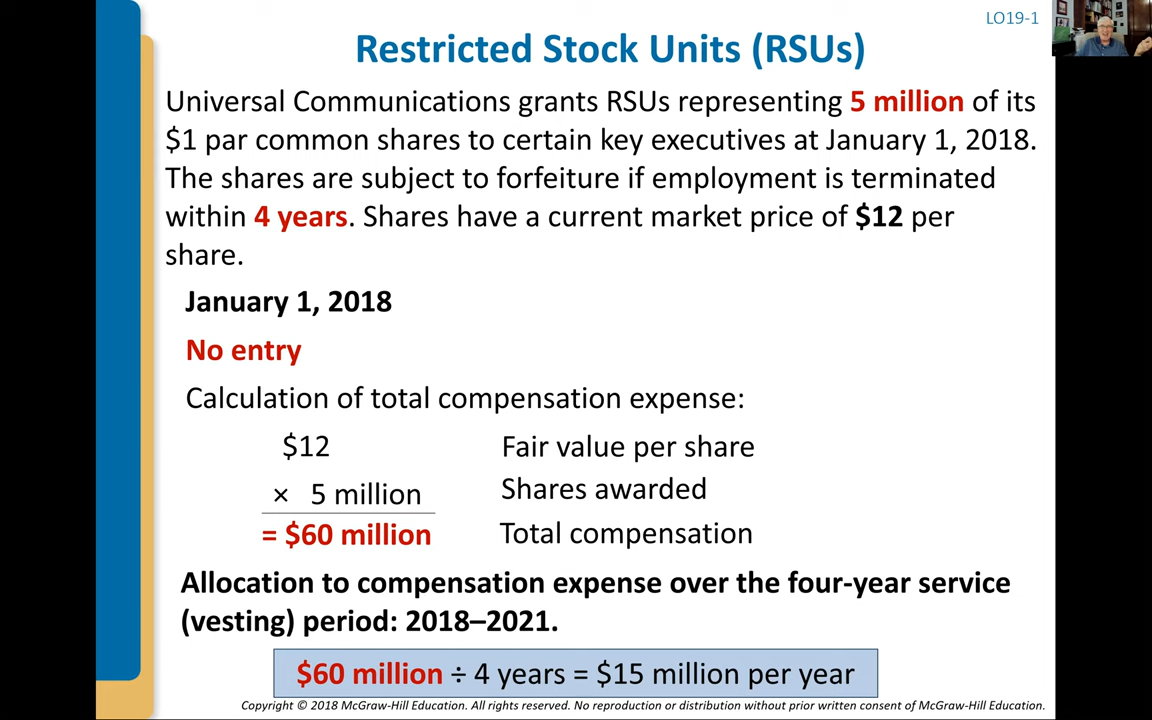 LO19-1
Restricted Stock Units (RSUs)
Universal Communications grants RSUs representing 5 million of its
$1 par common shares to certain key executives at January 1, 2018.
The shares are subject to forfeiture if employment is terminated
within 4 years. Shares have a current market price of $12 per
share.
January 1, 2018
No entry
Calculation of total compensation expense:
$12 Fair value per share
× 5 million Shares awarded
= $60 million Total compensation
Allocation to compensation expense over the four-year service
(vesting) period: 2018–2021.
$60 million ÷ 4 years = $15 million per year
Copyright © 2018 McGraw-Hill Education. All rights reserved. No reproduction or distribution without prior written consent of McGraw-Hill Education.